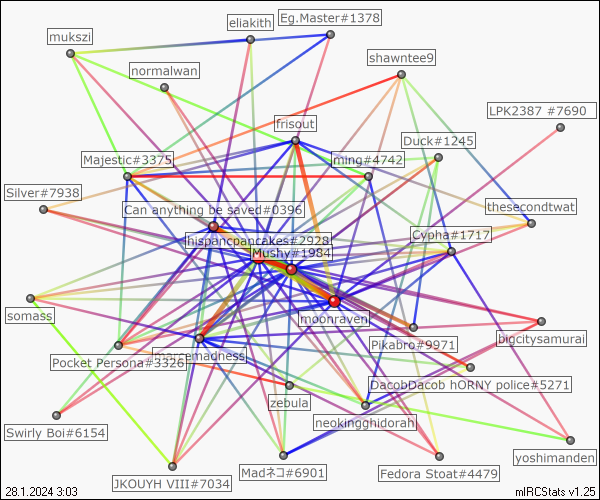 Eg.Master#1378
eliakith
mukszi
shawntee9
normalwan
LPK2387 #7690
frisout
Duck#1245
Majestic#3375
ming#4742
Silver#7938
thesecondtwat
Can anything be saved#0396
Cypha#1717
hispancpancakes#2928
Mushy#1984
somass
moonraven
Pikabro#9971
bigcitysamurai
Pocket Persona#3326
marcemadness
DacobDacob hORNY police#5271
zebula
neokingghidorah
Swirly Boi#6154
yoshimanden
Madネコ#6901
Fedora Stoat#4479
JKOUYH VIII#7034
28.1.2024 3:03
mIRCStats v1.25